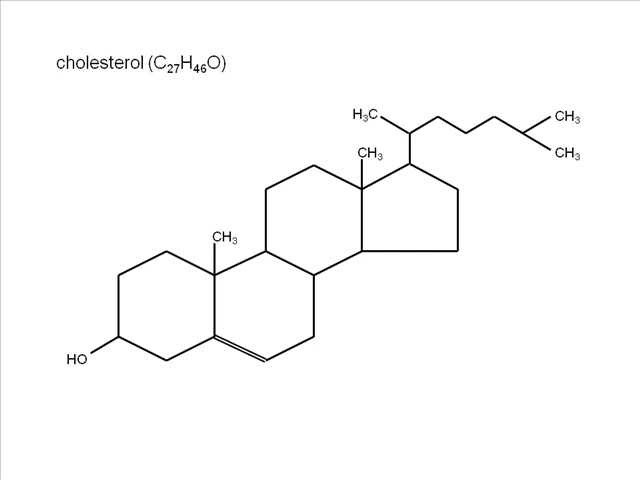 cholesterol (C₂₇H₄₆O)
H₃C
CH₃
CH₃
CH₃
CH₃
HO